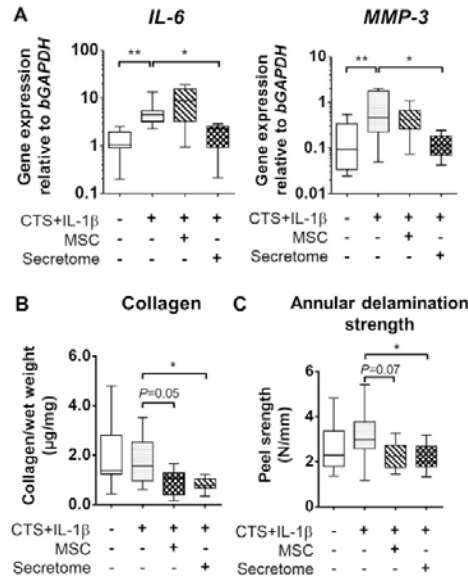 A
IL-6
MMP-3
Gene expression
relative to bGAPDH
100
10
1
0.1
** *
Gene expression
relative to bGAPDH
10
1
0.1
0.01
** *
CTS+IL-1β - + + +
MSC +
Secretome +
CTS+IL-1β - + + +
MSC +
Secretome +
B Collagen
Collagen/wet weight
(µg/mg)
6.0
4.0
2.0
0.0
*
P=0.05
CTS+IL-1β - + + +
MSC +
Secretome +
C Annular delamination
strength
Peel srength
(N/mm)
6
4
2
0
*
P=0.07
CTS+IL-1β - + + +
MSC +
Secretome +